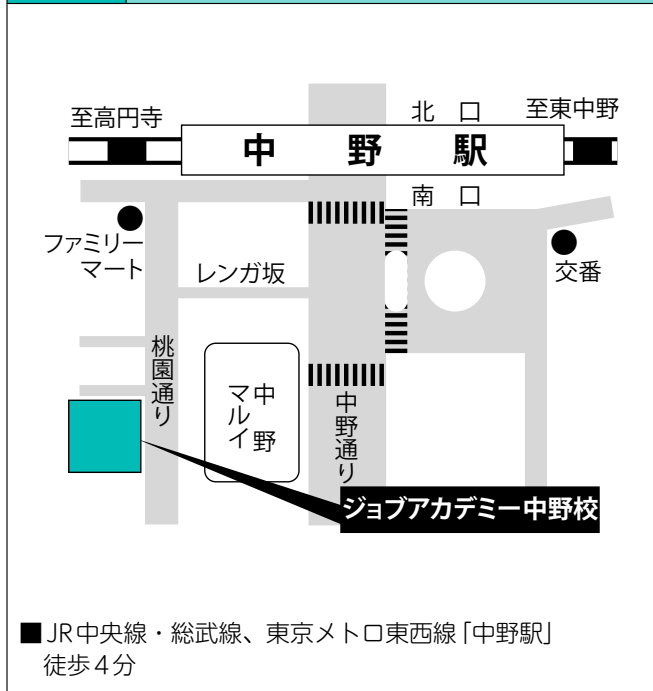 至高円寺
北 口
至東中野
中 野 駅
南 口
ファミリー
マート
レンガ坂
交番
桃園通り
中野
マルイ
中野通り
ジョブアカデミー中野校
■ JR中央線・総武線、東京メトロ東西線「中野駅」
徒歩4分